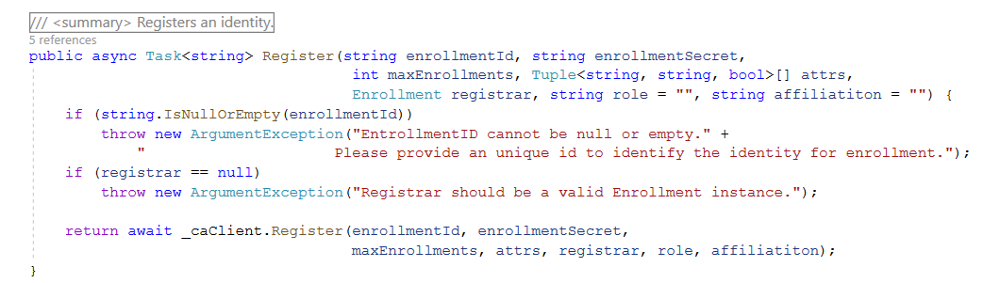 /// <summary> Registers an identity.
5 references
public async Task<string> Register(string enrollmentId, string enrollmentSecret,
                                    int maxEnrollments, Tuple<string, string, bool>[] attrs,
                                    Enrollment registrar, string role = "", string affiliatiton = "") {
    if (string.IsNullOrEmpty(enrollmentId))
        throw new ArgumentException("EntrollmentID cannot be null or empty." +
            "                     Please provide an unique id to identify the identity for enrollment.");
    if (registrar == null)
        throw new ArgumentException("Registrar should be a valid Enrollment instance.");

    return await _caClient.Register(enrollmentId, enrollmentSecret,
                                    maxEnrollments, attrs, registrar, role, affiliatiton);
}